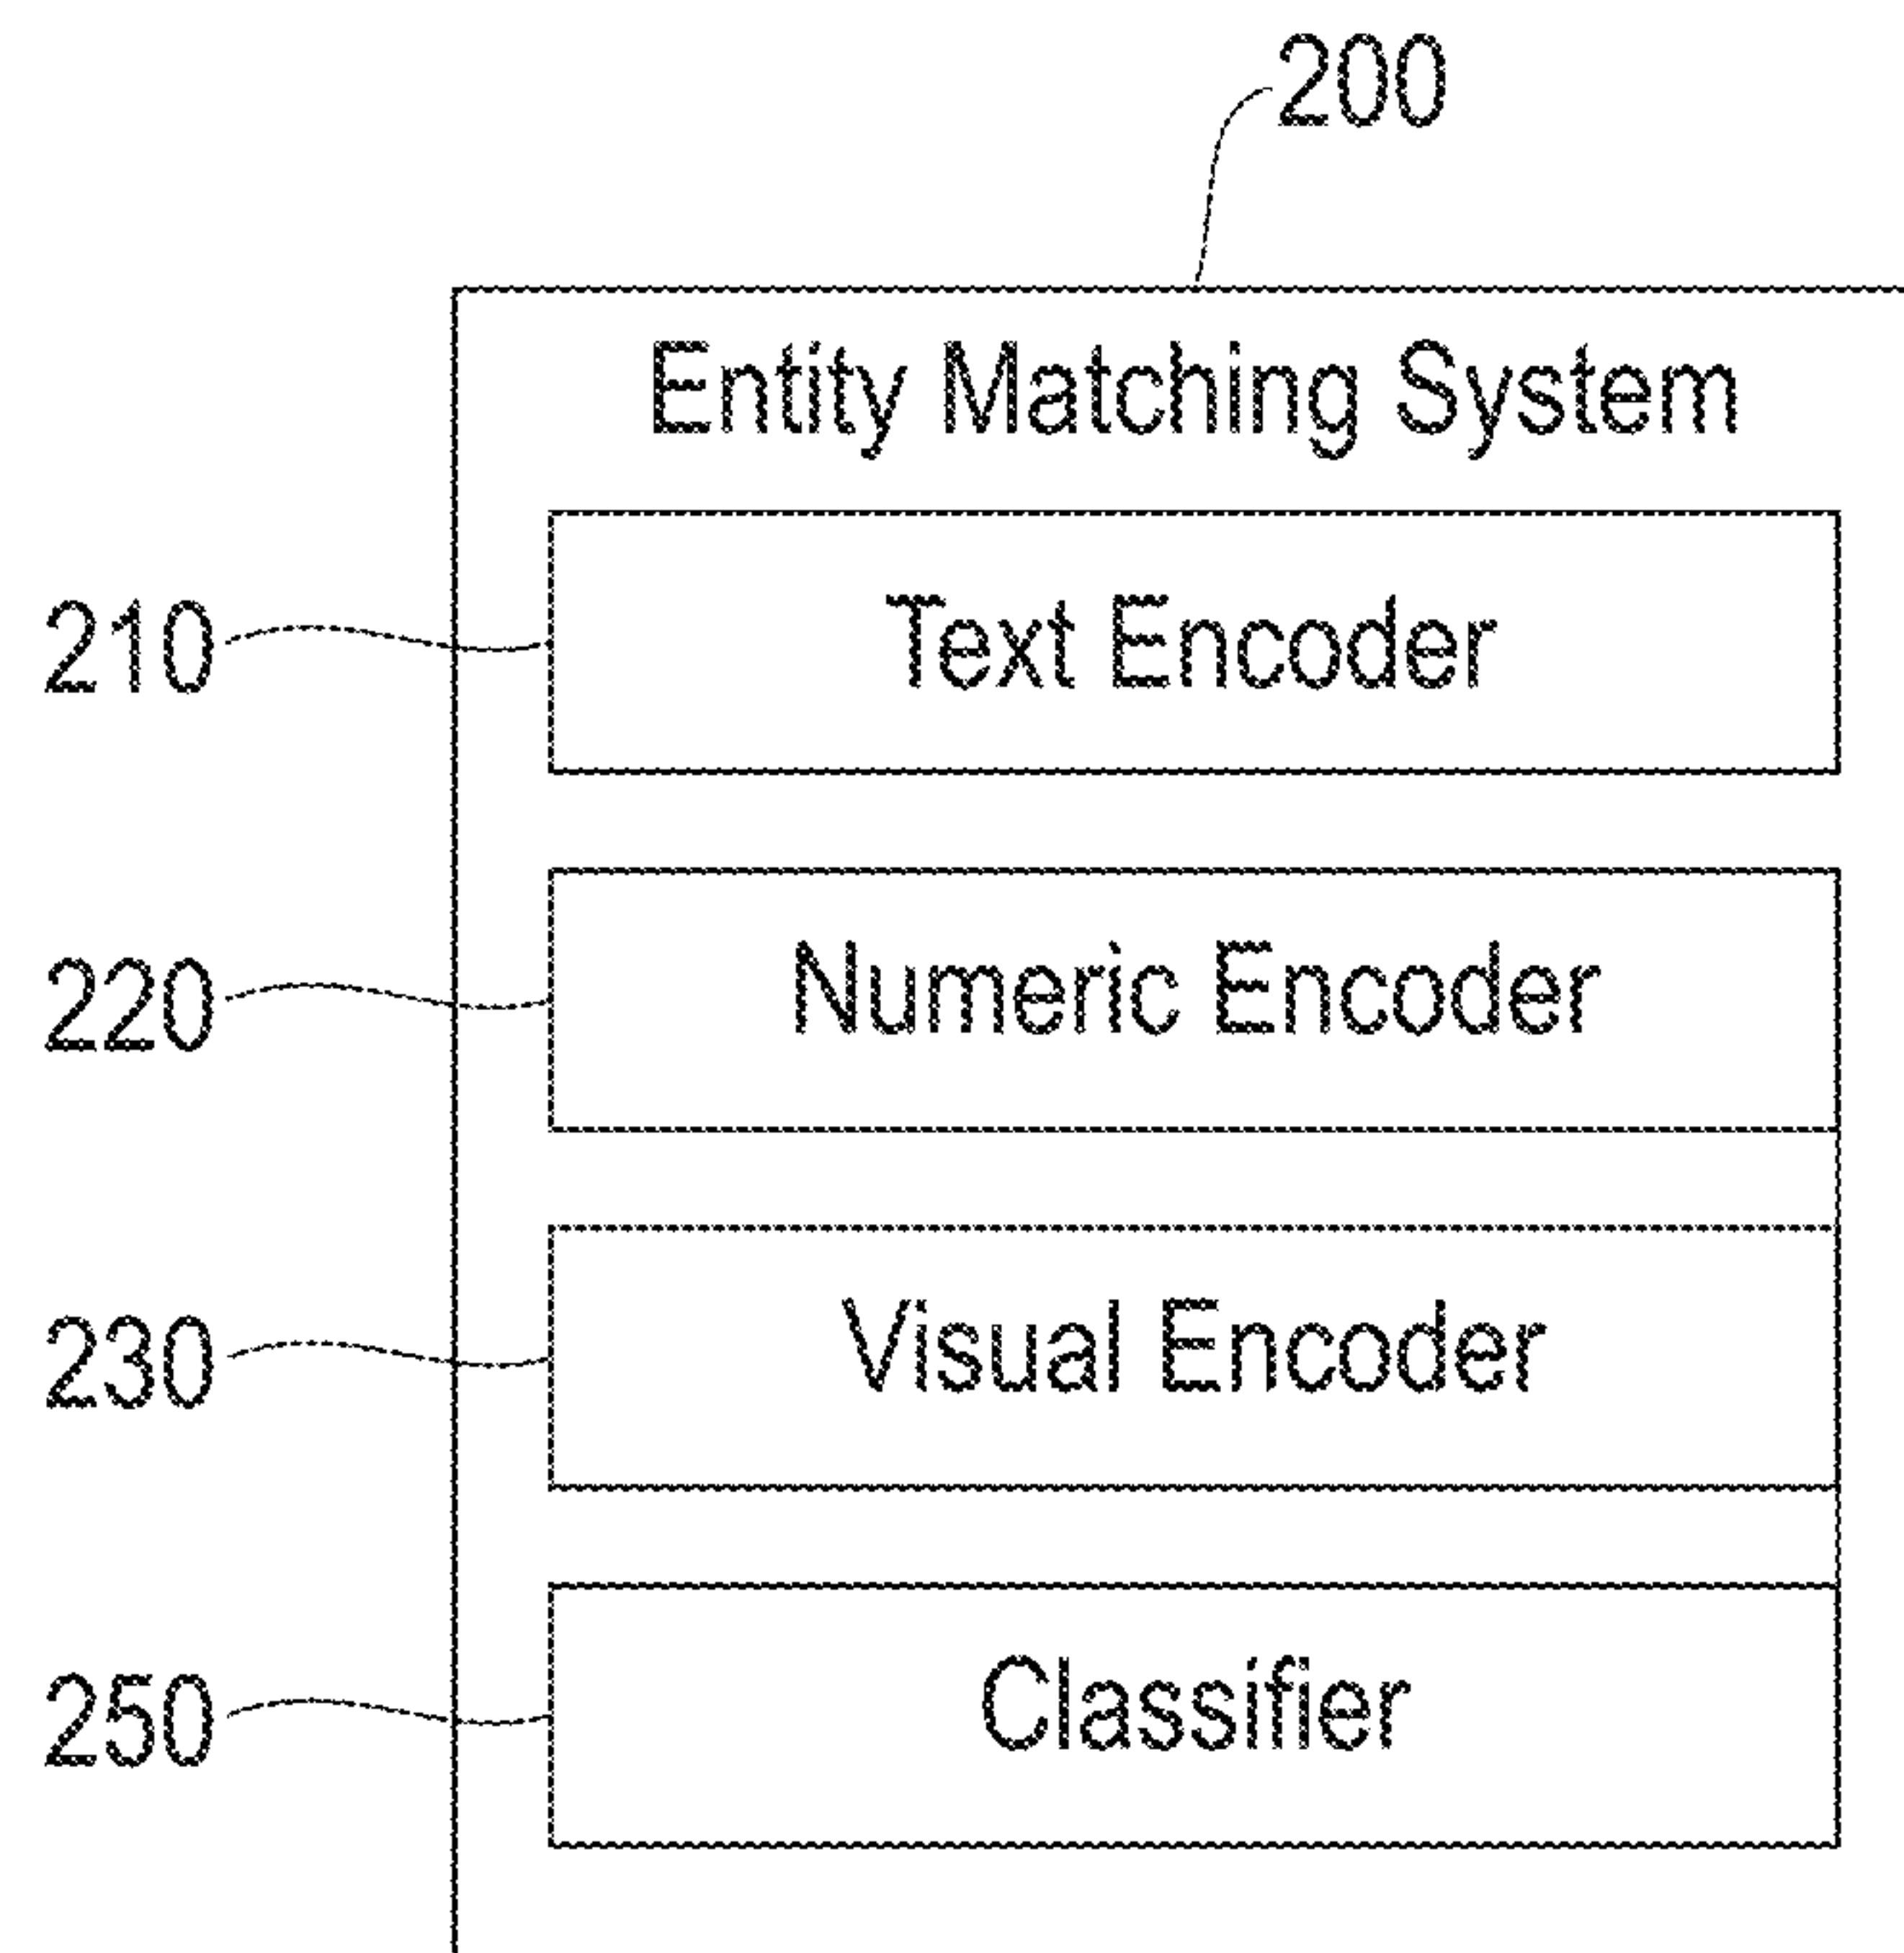 200
Entity Matching System
210 Text Encoder
220 Numeric Encoder
230 Visual Encoder
250 Classifier